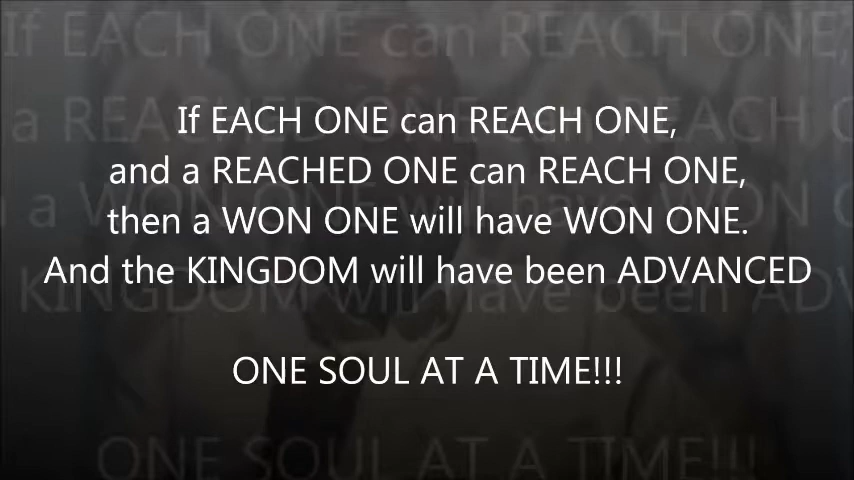 If EACH ONE can REACH ONE,
and a REACHED ONE can REACH ONE,
then a WON ONE will have WON ONE.
And the KINGDOM will have been ADVANCED
ONE SOUL AT A TIME!!!